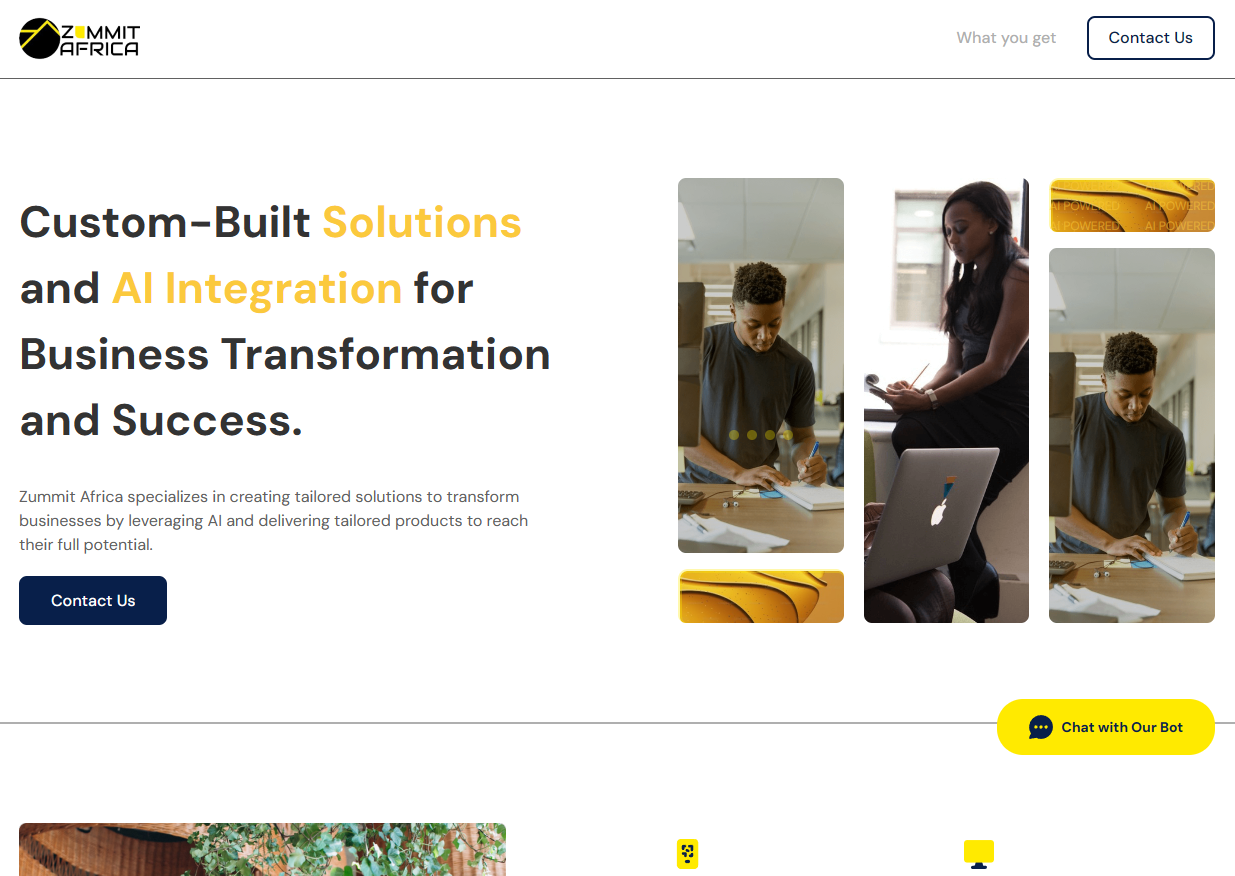 ZUMMIT
AFRICA
What you get
Contact Us
Custom-Built Solutions
and AI Integration for
Business Transformation
and Success.
Zummit Africa specializes in creating tailored solutions to transform
businesses by leveraging AI and delivering tailored products to reach
their full potential.
Contact Us
AI POWERED AI POWERED
AI POWERED AI POWERED
Chat with Our Bot